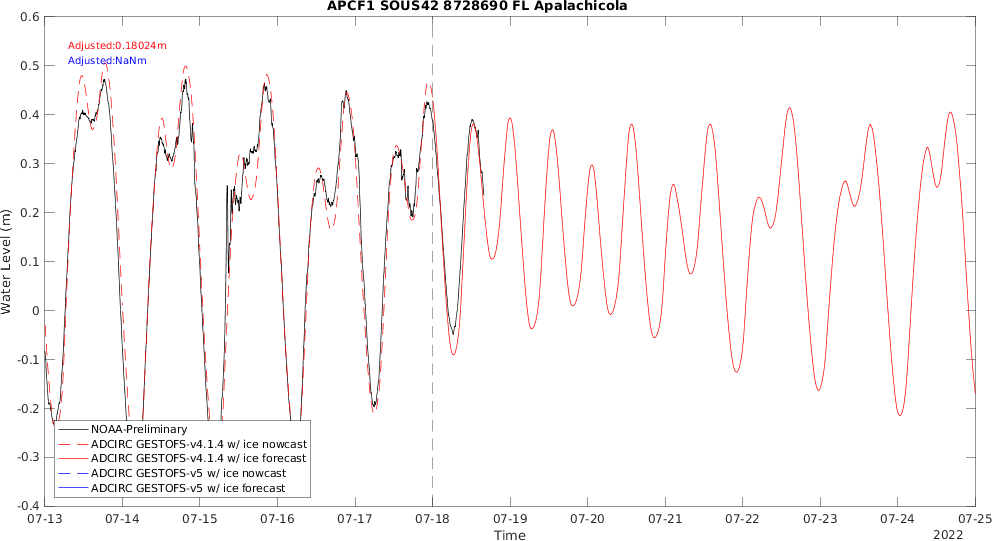 APCF1 SOUS42 8728690 FL Apalachicola
0.6
0.5
0.4
0.3
0.2
0.1
0
-0.1
-0.2
-0.3
-0.4
Water Level (m)
Adjusted:0.18024m
Adjusted:NaNm
NOAA-Preliminary
ADCIRC GESTOFS-v4.1.4 w/ ice nowcast
ADCIRC GESTOFS-v4.1.4 w/ ice forecast
ADCIRC GESTOFS-v5 w/ ice nowcast
ADCIRC GESTOFS-v5 w/ ice forecast
07-13 07-14 07-15 07-16 07-17 07-18 07-19 07-20 07-21 07-22 07-23 07-24 07-25
Time
2022